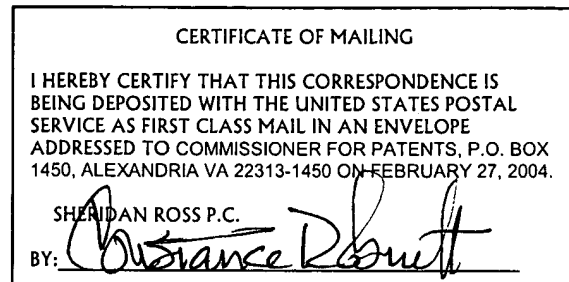 CERTIFICATE OF MAILING
I HEREBY CERTIFY THAT THIS CORRESPONDENCE IS
BEING DEPOSITED WITH THE UNITED STATES POSTAL
SERVICE AS FIRST CLASS MAIL IN AN ENVELOPE
ADDRESSED TO COMMISSIONER FOR PATENTS, P.O. BOX
1450, ALEXANDRIA VA 22313-1450 ON FEBRUARY 27, 2004.
SHERIDAN ROSS P.C.
BY: Constance